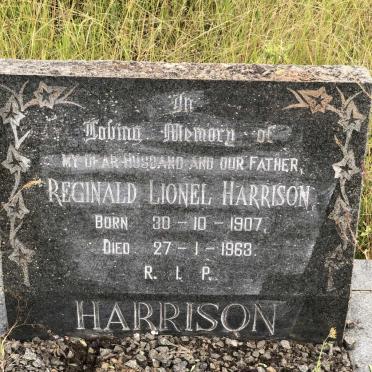 In
Loving Memory of
MY DEAR HUSBAND AND OUR FATHER,
REGINALD LIONEL HARRISON
BORN 30-10-1907,
DIED 27-1-1963.
R. I. P.
HARRISON